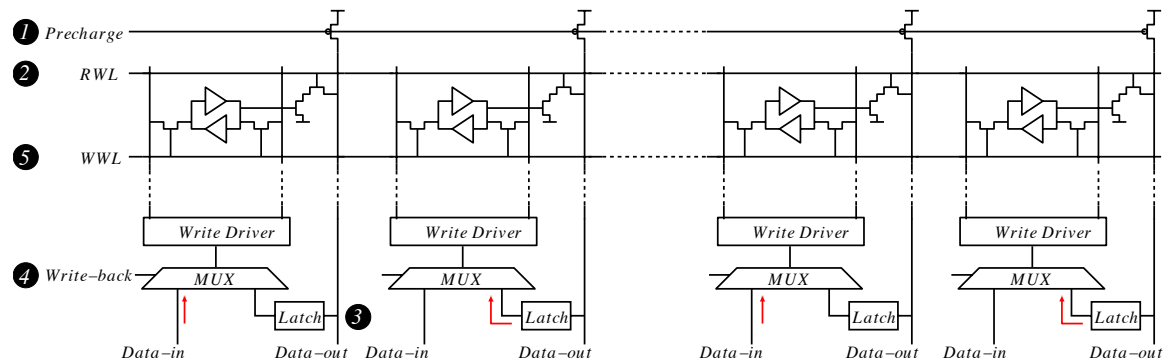 1 Precharge
2 RWL
5 WWL
Write Driver Write Driver Write Driver Write Driver
4 Write-back MUX MUX MUX MUX
Latch 3 Latch Latch Latch
Data-in Data-out Data-in Data-out Data-in Data-out Data-in Data-out